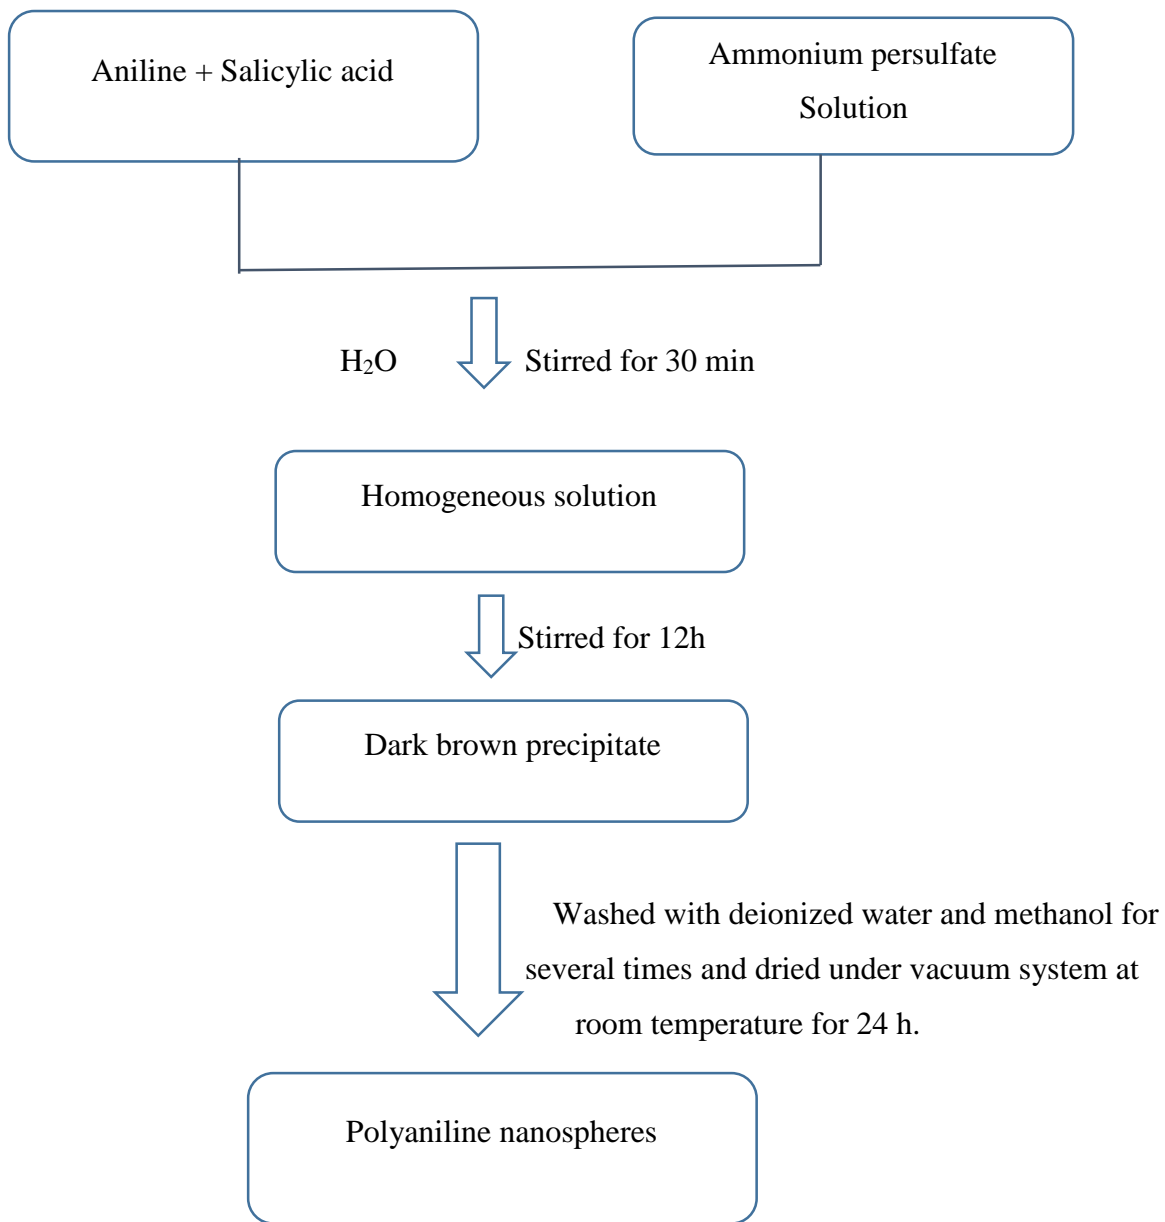 Aniline + Salicylic acid
Ammonium persulfate
Solution
H₂O
Stirred for 30 min
Homogeneous solution
Stirred for 12h
Dark brown precipitate
Washed with deionized water and methanol for
several times and dried under vacuum system at
room temperature for 24 h.
Polyaniline nanospheres